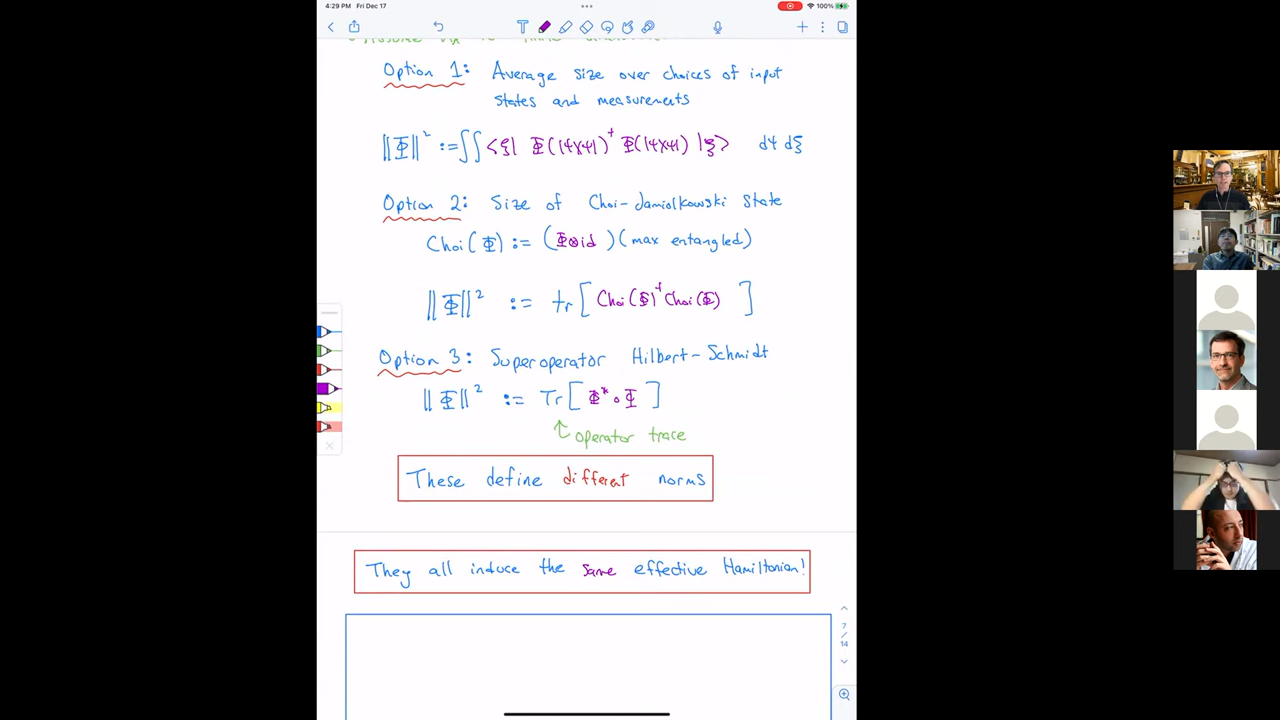 4:29 PM Fri Dec 17
100%
Option 1: Average size over choices of input
states and measurements
‖Φ‖² := ∫∫ <ξ| Φ(|ψ><ψ|)† Φ(|ψ><ψ|) |ξ> dψ dξ
Option 2: Size of Choi-Jamiolkowski State
Choi(Φ) := (Φ⊗id)(max entangled)
‖Φ‖² := tr[Choi(Φ)†Choi(Φ)]
Option 3: Superoperator Hilbert-Schmidt
‖Φ‖² := Tr[Φ* ∘ Φ]
↑ operator trace
These define different norms
They all induce the same effective Hamiltonian!
7
/
14